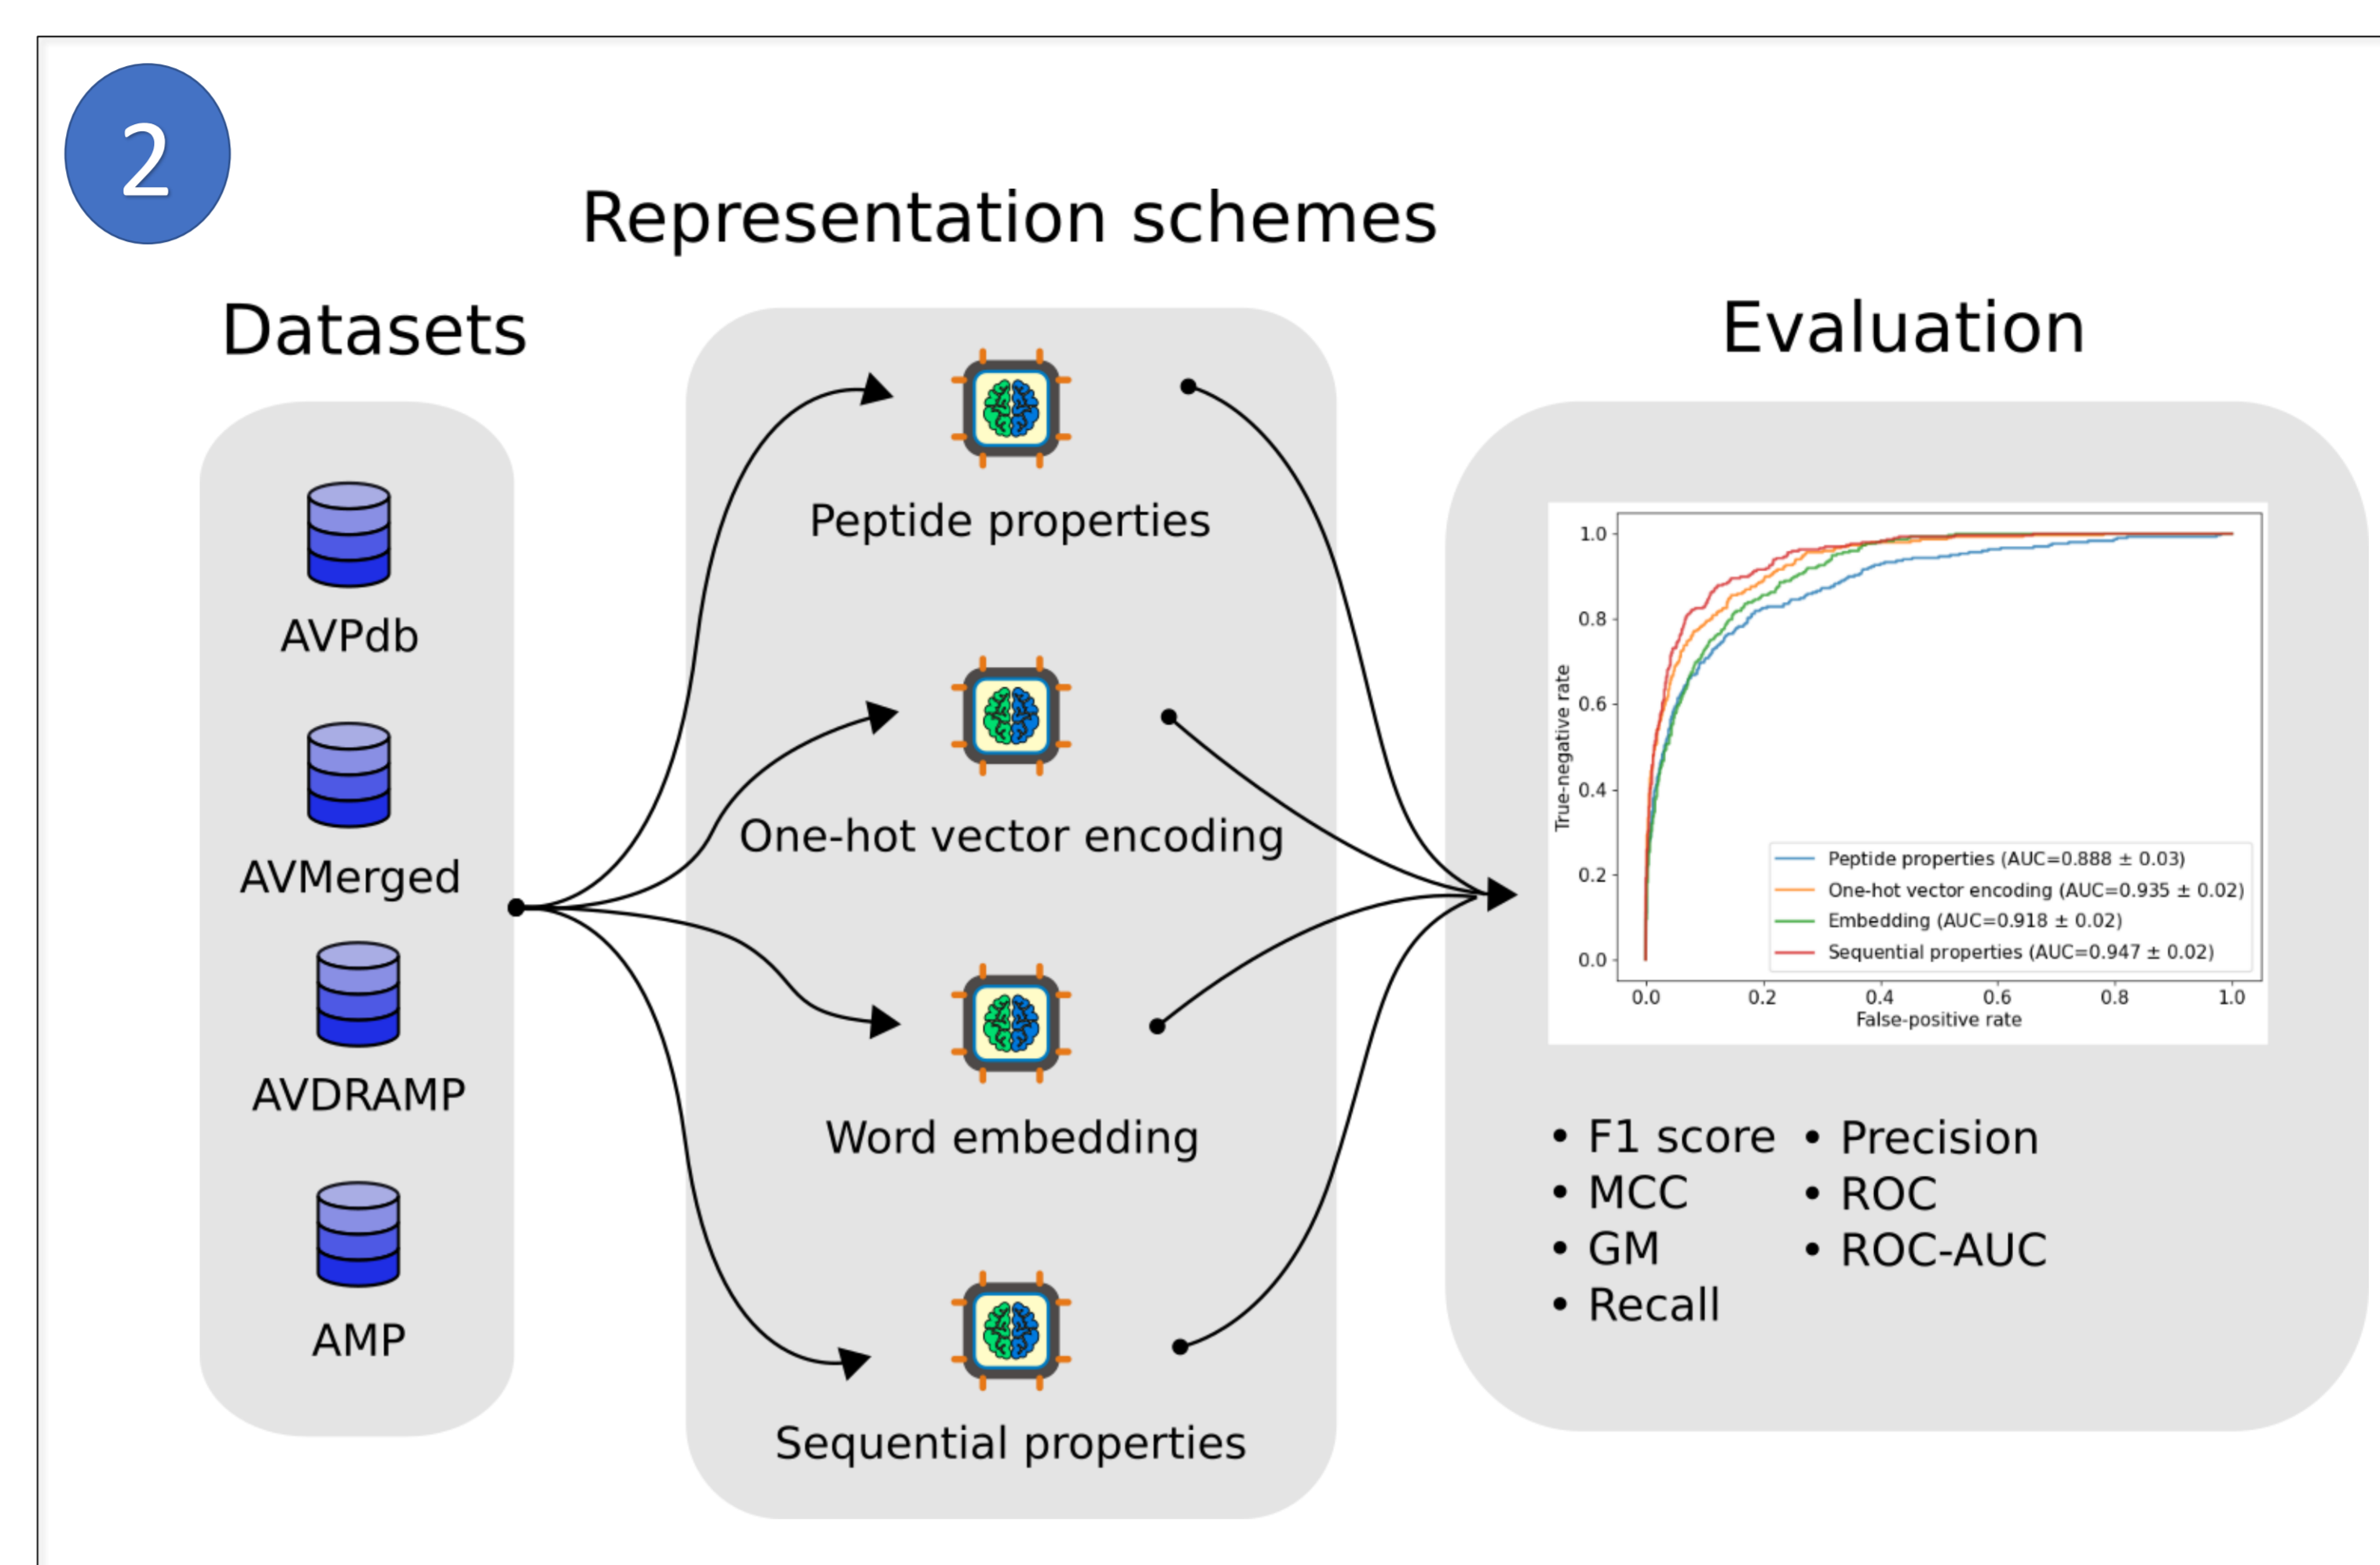 2
Representation schemes
Datasets
AVPdb
AVMerged
AVDRAMP
AMP
Peptide properties
One-hot vector encoding
Word embedding
Sequential properties
Evaluation
1.0
0.8
0.6
0.4
0.2
0.0
True-negative rate
Peptide properties (AUC=0.888 ± 0.03)
One-hot vector encoding (AUC=0.935 ± 0.02)
Embedding (AUC=0.918 ± 0.02)
Sequential properties (AUC=0.947 ± 0.02)
0.0 0.2 0.4 0.6 0.8 1.0
False-positive rate
• F1 score
• MCC
• GM
• Recall
• Precision
• ROC
• ROC-AUC